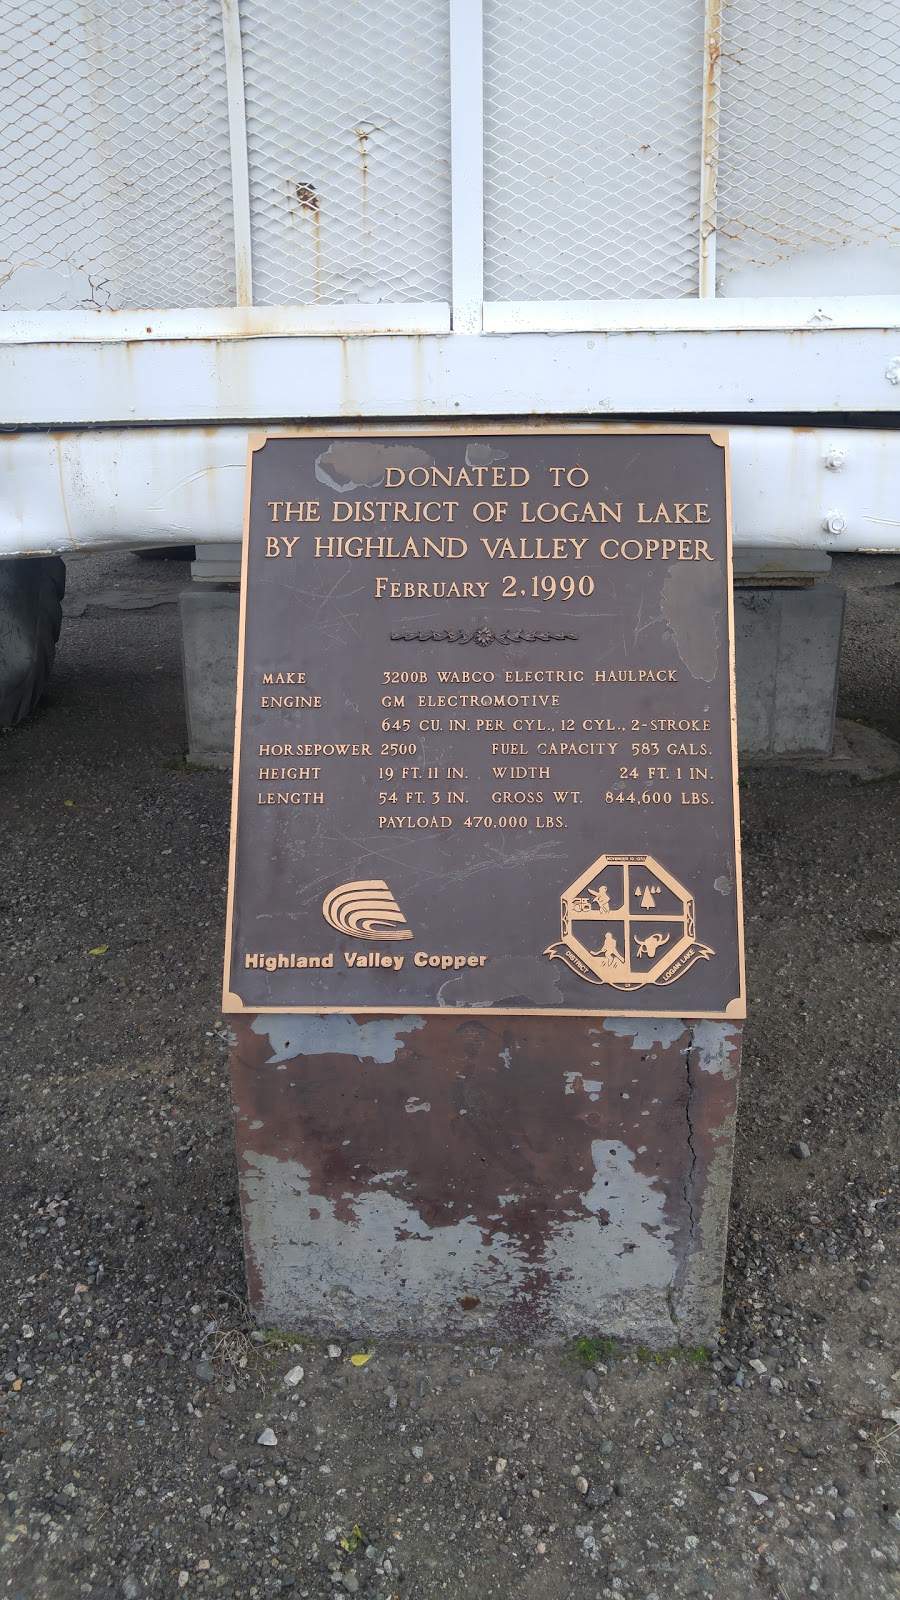 DONATED TO
THE DISTRICT OF LOGAN LAKE
BY HIGHLAND VALLEY COPPER
FEBRUARY 2, 1990
MAKE 3200B WABCO ELECTRIC HAULPACK
ENGINE GM ELECTROMOTIVE
645 CU. IN. PER CYL., 12 CYL., 2-STROKE
HORSEPOWER 2500 FUEL CAPACITY 583 GALS.
HEIGHT 19 FT. 11 IN. WIDTH 24 FT. 1 IN.
LENGTH 54 FT. 3 IN. GROSS WT. 844,600 LBS.
PAYLOAD 470,000 LBS.
Highland Valley Copper
NOVEMBER 10 1970
DISTRICT OF LOGAN LAKE